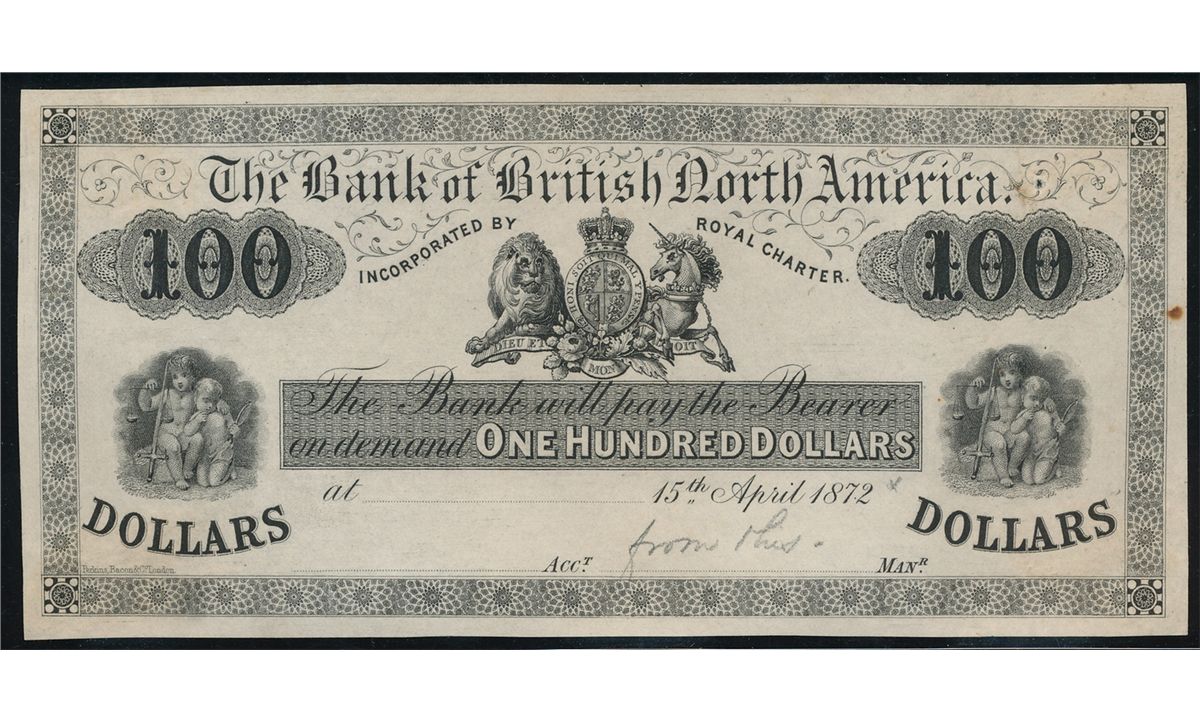 The Bank of British North America.
INCORPORATED BY ROYAL CHARTER.
100 100
HONI SOIT QUI MAL Y PENSE
DIEU ET MON DROIT
The Bank will pay the Bearer
on demand ONE HUNDRED DOLLARS
at 15th April 1872 x
DOLLARS DOLLARS
from this.
Perkins, Bacon & Co. London. ACCT. MANR.